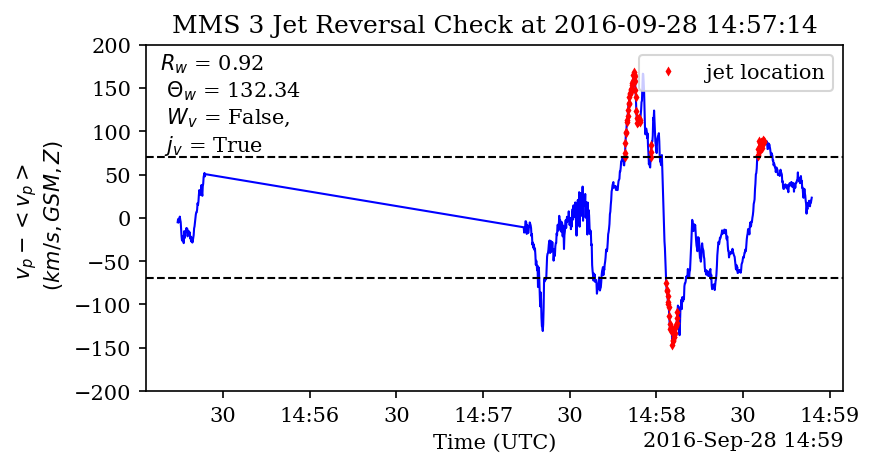 MMS 3 Jet Reversal Check at 2016-09-28 14:57:14
R_w = 0.92
Θ_w = 132.34
W_v = False,
j_v = True
jet location
v_p − < v_p >
(km/s, GSM, Z)
200
150
100
50
0
−50
−100
−150
−200
30 14:56 30 14:57 30 14:58 30 14:59
Time (UTC)
2016-Sep-28 14:59